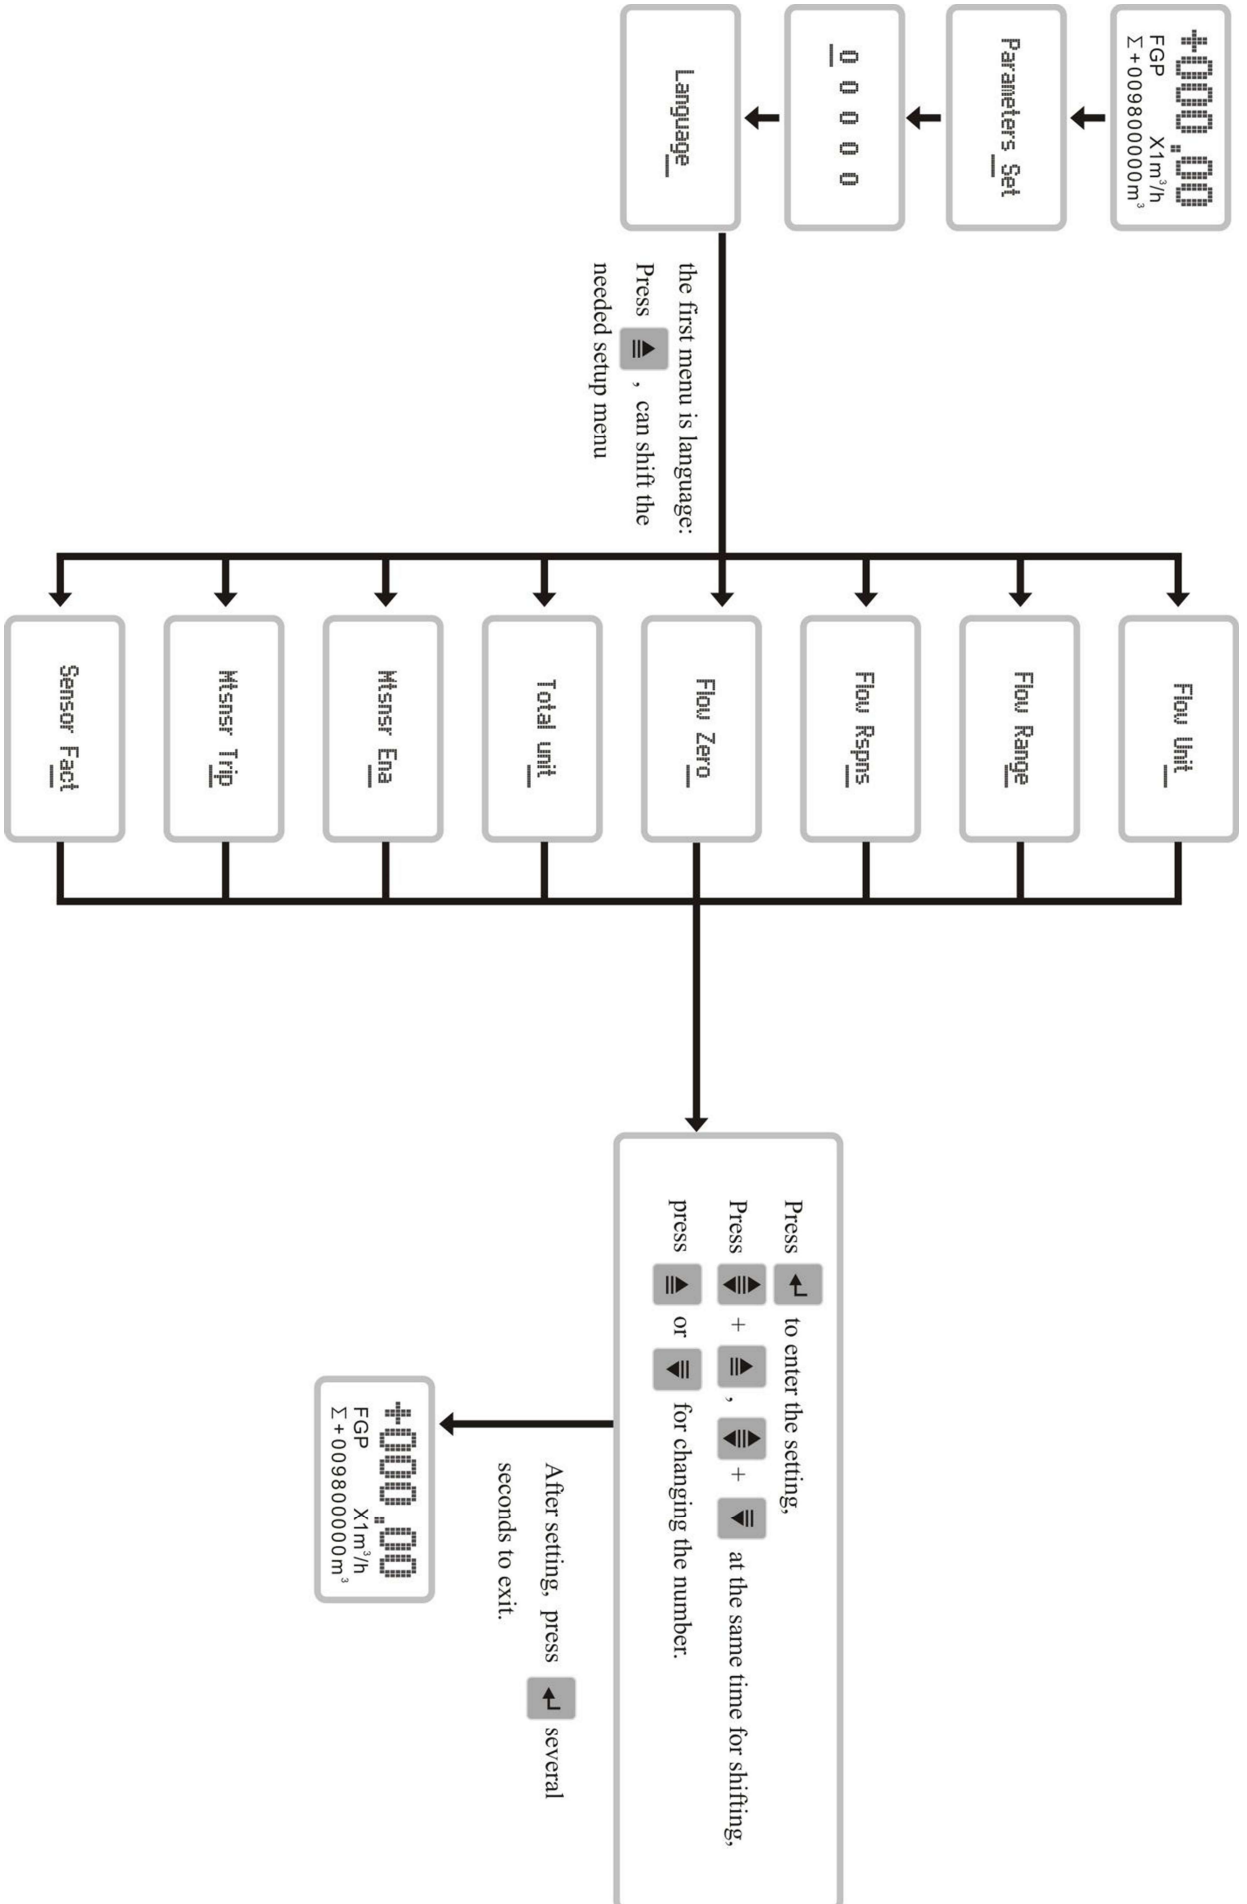 +000.00
FGP X1m³/h
Σ+009800000m³
Parameters Set
0 0 0 0 0
Language
the first menu is language:
Press , can shift the
needed setup menu
Flow Unit
Flow Range
Flow Rspns
Flow Zero
Total unit
Mtsnsr Ena
Mtsnsr Trip
Sensor Fact
Press to enter the setting,
Press + , + at the same time for shifting,
press or for changing the number.
After setting, press several
seconds to exit.
+000.00
FGP X1m³/h
Σ+009800000m³